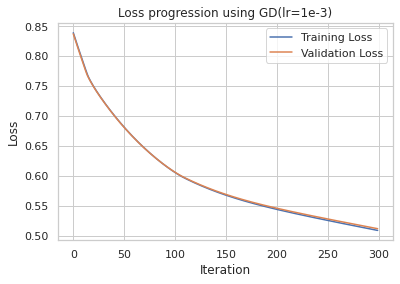 Loss progression using GD(lr=1e-3)
Training Loss
Validation Loss
Loss
0.85
0.80
0.75
0.70
0.65
0.60
0.55
0.50
0 50 100 150 200 250 300
Iteration